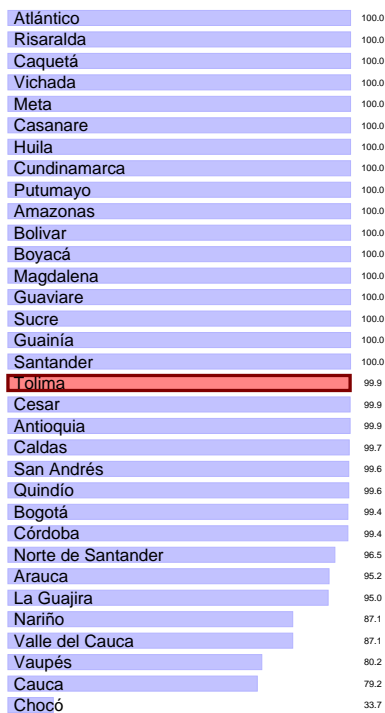 Atlántico 100.0
Risaralda 100.0
Caquetá 100.0
Vichada 100.0
Meta 100.0
Casanare 100.0
Huila 100.0
Cundinamarca 100.0
Putumayo 100.0
Amazonas 100.0
Bolivar 100.0
Boyacá 100.0
Magdalena 100.0
Guaviare 100.0
Sucre 100.0
Guainía 100.0
Santander 100.0
Tolima 99.9
Cesar 99.9
Antioquia 99.9
Caldas 99.7
San Andrés 99.6
Quindío 99.6
Bogotá 99.4
Córdoba 99.4
Norte de Santander 96.5
Arauca 95.2
La Guajira 95.0
Nariño 87.1
Valle del Cauca 87.1
Vaupés 80.2
Cauca 79.2
Chocó 33.7